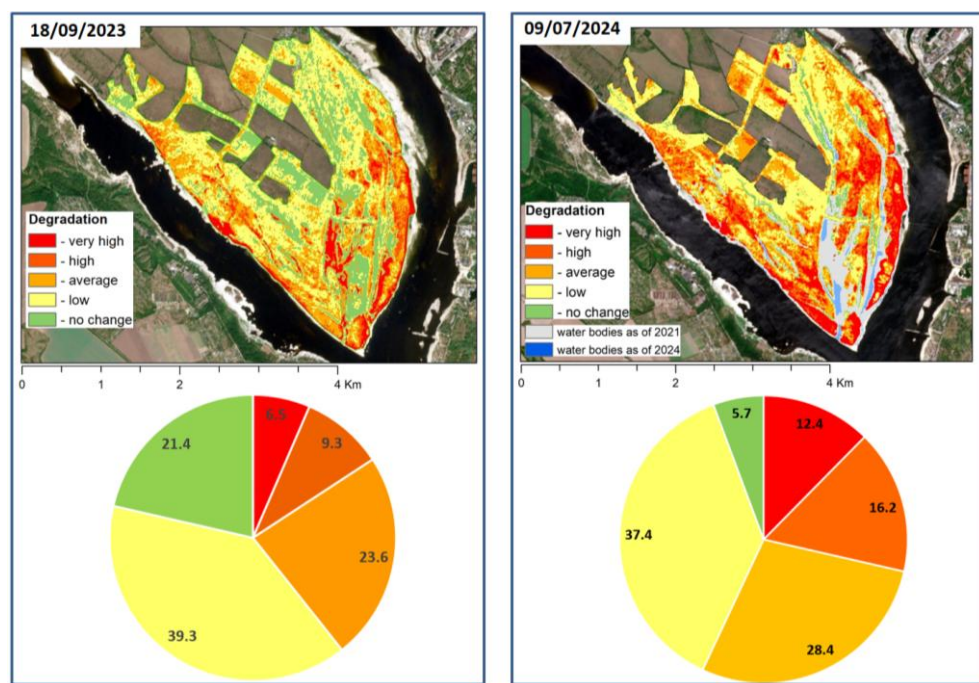 18/09/2023
Degradation
- very high
- high
- average
- low
- no change
0 1 2 4 Km
6.5
9.3
23.6
39.3
21.4
09/07/2024
Degradation
- very high
- high
- average
- low
- no change
water bodies as of 2021
water bodies as of 2024
0 1 2 4 Km
12.4
16.2
28.4
37.4
5.7